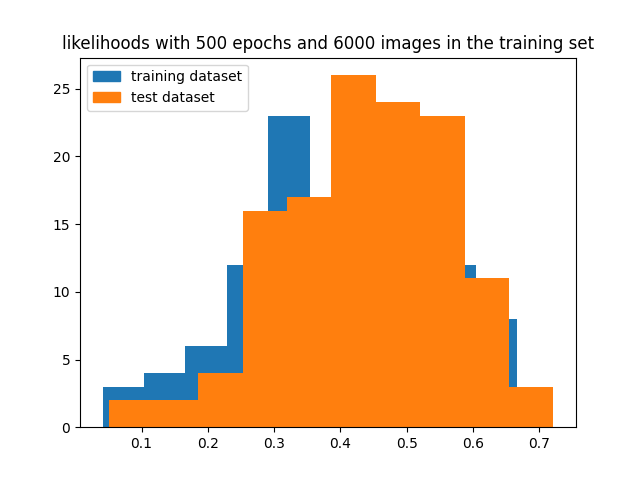 likelihoods with 500 epochs and 6000 images in the training set
training dataset
test dataset
25
20
15
10
5
0
0.1 0.2 0.3 0.4 0.5 0.6 0.7